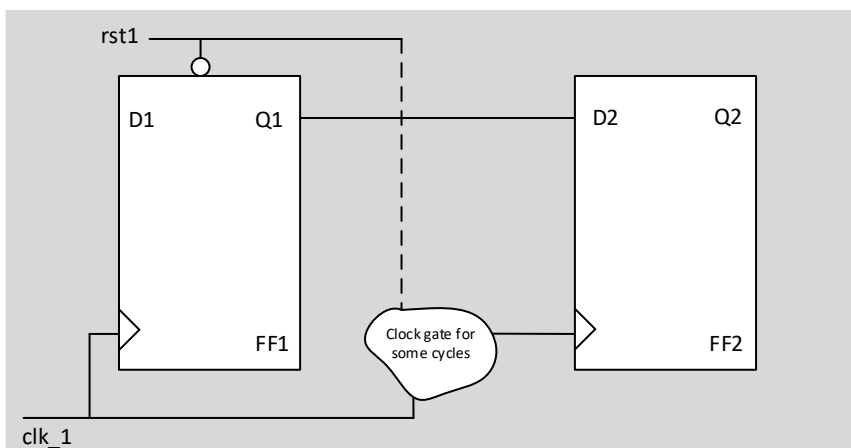 rst1
D1
Q1
D2
Q2
Clock gate for
some cycles
FF1
FF2
clk_1